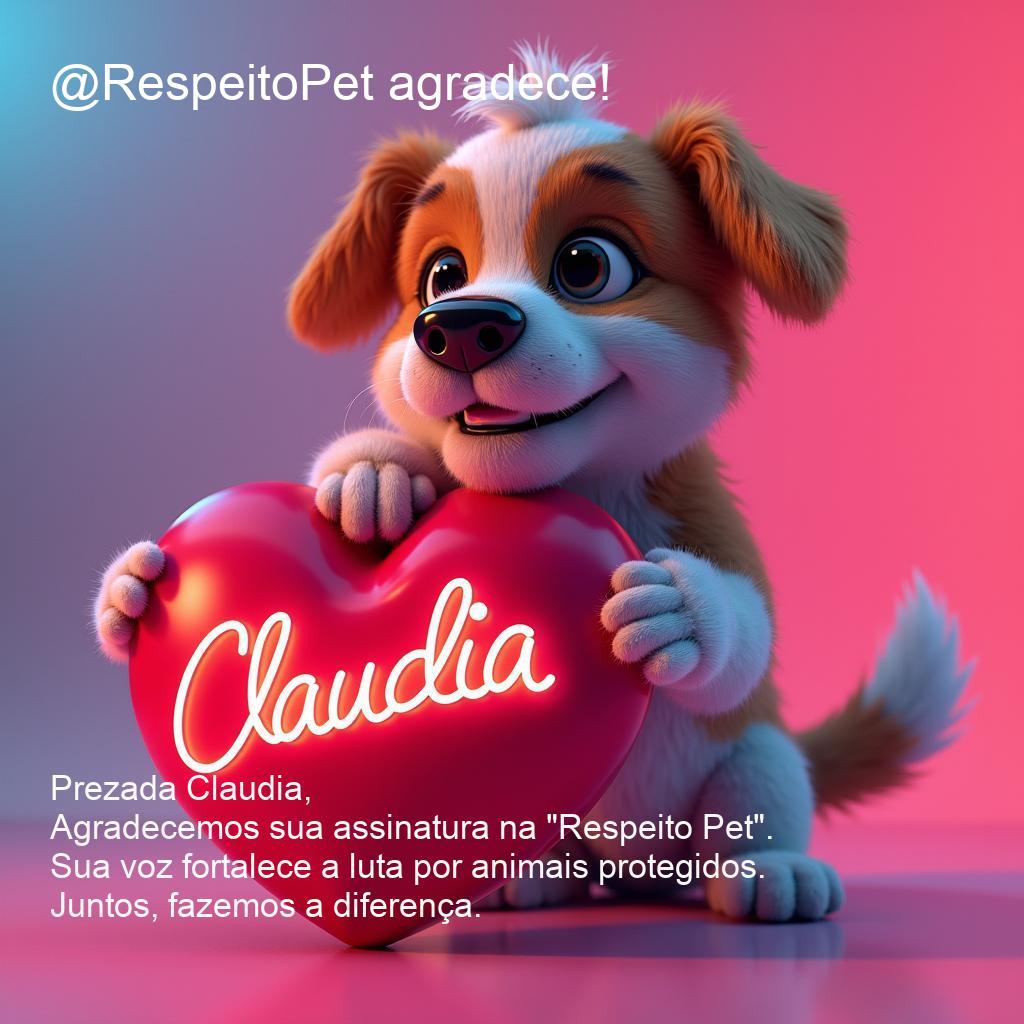 @RespeitoPet agradece!
Claudia
Prezada Claudia,
Agradecemos sua assinatura na "Respeito Pet".
Sua voz fortalece a luta por animais protegidos.
Juntos, fazemos a diferença.